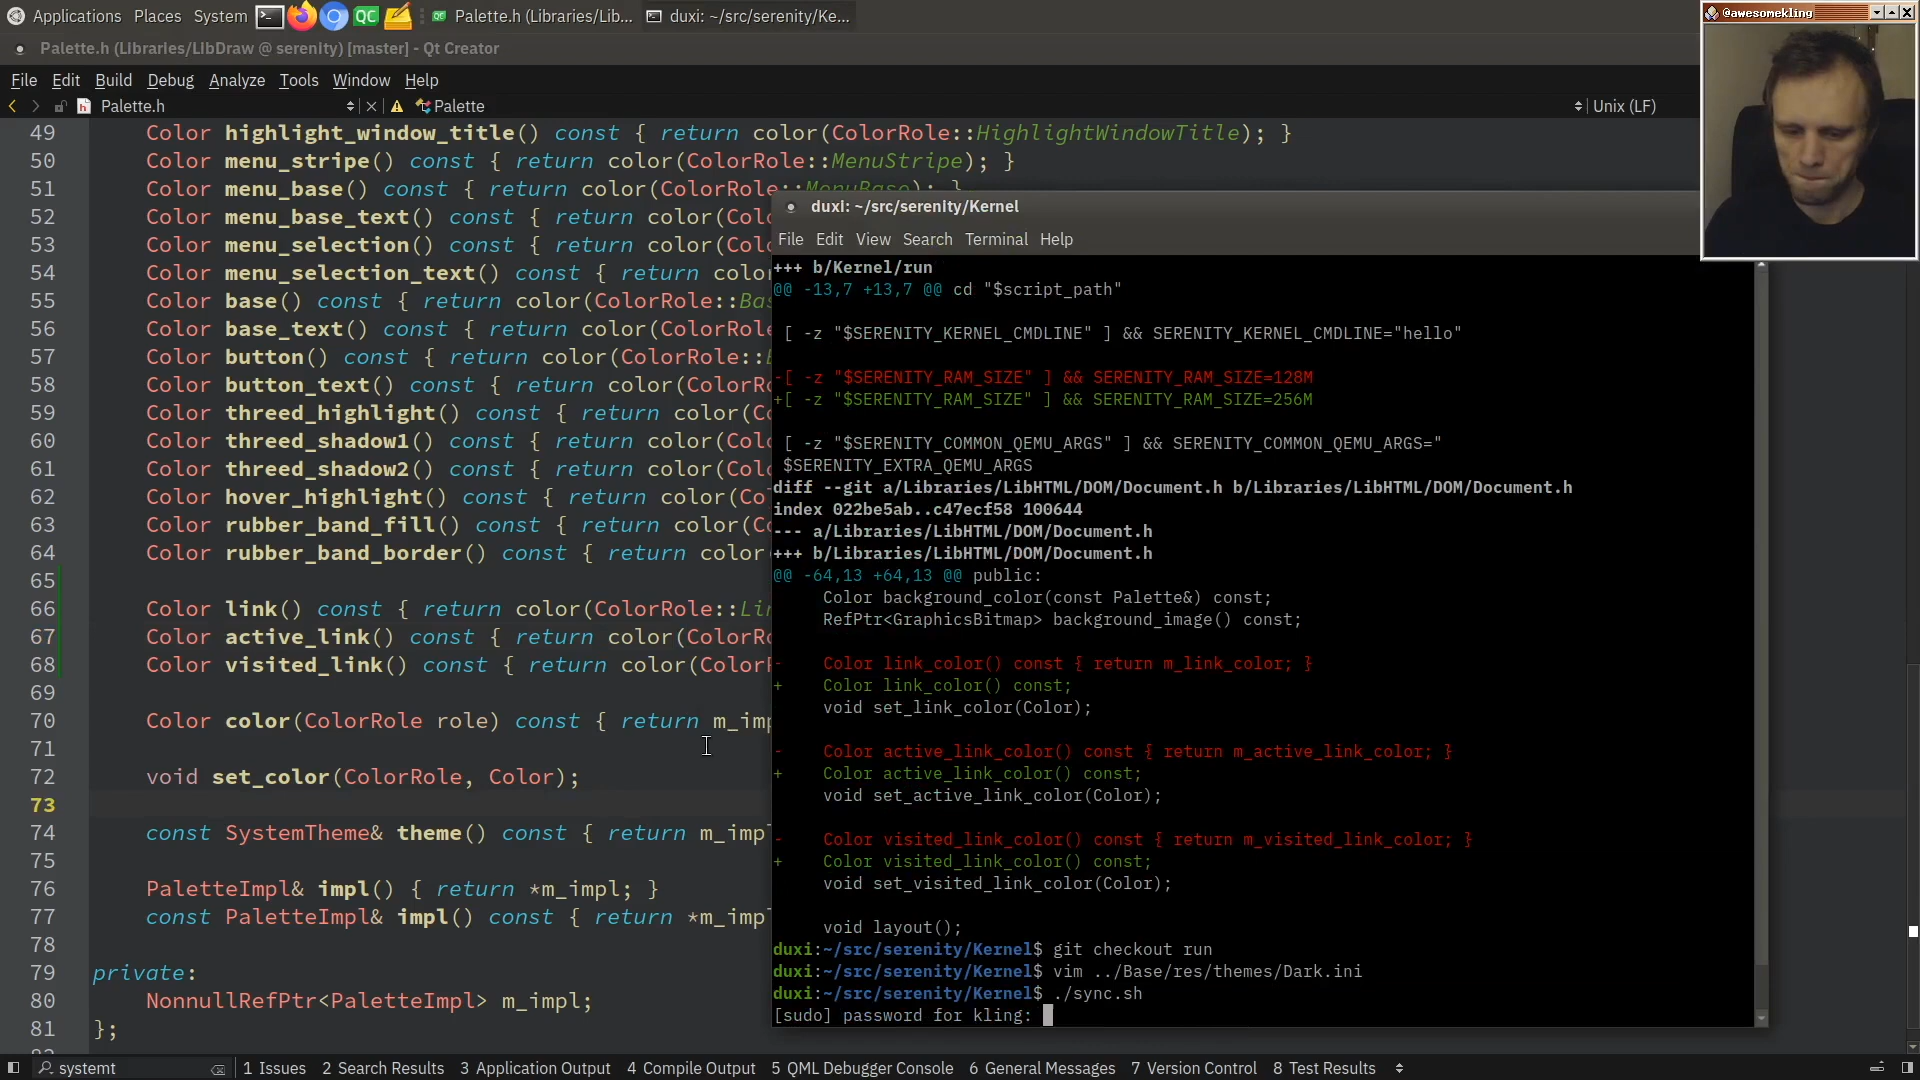 Applications Places System
Palette.h (Libraries/Lib...
duxi: ~/src/serenity/Ke...
@awesomekling
Palette.h (Libraries/LibDraw @ serenity) [master] - Qt Creator
File Edit Build Debug Analyze Tools Window Help
Palette.h
Palette
Unix (LF)
49 Color highlight_window_title() const { return color(ColorRole::HighlightWindowTitle); }
50 Color menu_stripe() const { return color(ColorRole::MenuStripe); }
51 Color menu_base() const { return color(ColorRole::MenuBase); }
52 Color menu_base_text() const { return color(Co
53 Color menu_selection() const { return color(Co
54 Color menu_selection_text() const { return colo
55 Color base() const { return color(ColorRole::Bas
56 Color base_text() const { return color(ColorRole
57 Color button() const { return color(ColorRole::
58 Color button_text() const { return color(ColorR
59 Color threed_highlight() const { return color(C
60 Color threed_shadow1() const { return color(Co
61 Color threed_shadow2() const { return color(Co
62 Color hover_highlight() const { return color(Co
63 Color rubber_band_fill() const { return color(C
64 Color rubber_band_border() const { return color
65
66 Color link() const { return color(ColorRole::Lin
67 Color active_link() const { return color(ColorRo
68 Color visited_link() const { return color(ColorR
69
70 Color color(ColorRole role) const { return m_imp
71
72 void set_color(ColorRole, Color);
73
74 const SystemTheme& theme() const { return m_impl
75
76 PaletteImpl& impl() { return *m_impl; }
77 const PaletteImpl& impl() const { return *m_impl
78
79 private:
80 NonnullRefPtr<PaletteImpl> m_impl;
81 };
duxi: ~/src/serenity/Kernel
File Edit View Search Terminal Help
+++ b/Kernel/run
@@ -13,7 +13,7 @@ cd "$script_path"
[ -z "$SERENITY_KERNEL_CMDLINE" ] && SERENITY_KERNEL_CMDLINE="hello"
-[ -z "$SERENITY_RAM_SIZE" ] && SERENITY_RAM_SIZE=128M
+[ -z "$SERENITY_RAM_SIZE" ] && SERENITY_RAM_SIZE=256M
[ -z "$SERENITY_COMMON_QEMU_ARGS" ] && SERENITY_COMMON_QEMU_ARGS="
$SERENITY_EXTRA_QEMU_ARGS
diff --git a/Libraries/LibHTML/DOM/Document.h b/Libraries/LibHTML/DOM/Document.h
index 022be5ab..c47ecf58 100644
--- a/Libraries/LibHTML/DOM/Document.h
+++ b/Libraries/LibHTML/DOM/Document.h
@@ -64,13 +64,13 @@ public:
Color background_color(const Palette&) const;
RefPtr<GraphicsBitmap> background_image() const;
- Color link_color() const { return m_link_color; }
+ Color link_color() const;
void set_link_color(Color);
- Color active_link_color() const { return m_active_link_color; }
+ Color active_link_color() const;
void set_active_link_color(Color);
- Color visited_link_color() const { return m_visited_link_color; }
+ Color visited_link_color() const;
void set_visited_link_color(Color);
void layout();
duxi:~/src/serenity/Kernel$ git checkout run
duxi:~/src/serenity/Kernel$ vim ../Base/res/themes/Dark.ini
duxi:~/src/serenity/Kernel$ ./sync.sh
[sudo] password for kling:
systemt
1 Issues 2 Search Results 3 Application Output 4 Compile Output 5 QML Debugger Console 6 General Messages 7 Version Control 8 Test Results